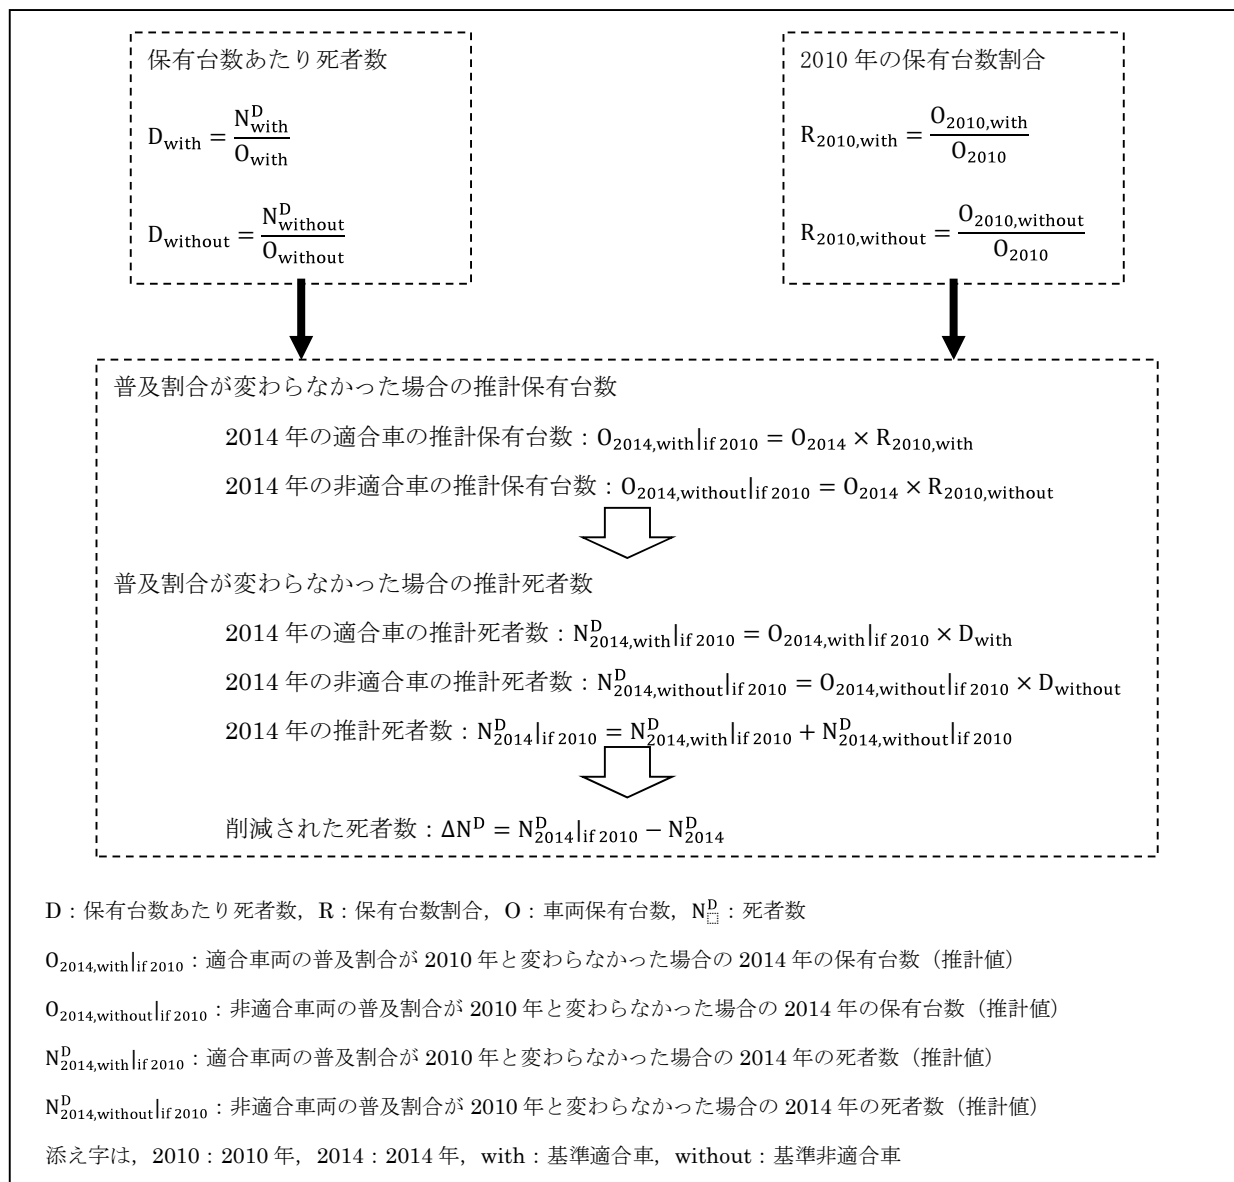 保有台数あたり死者数
D_with = N^D_with / O_with
D_without = N^D_without / O_without
2010 年の保有台数割合
R_2010,with = O_2010,with / O_2010
R_2010,without = O_2010,without / O_2010
普及割合が変わらなかった場合の推計保有台数
2014 年の適合車の推計保有台数：O_2014,with|if 2010 = O_2014 × R_2010,with
2014 年の非適合車の推計保有台数：O_2014,without|if 2010 = O_2014 × R_2010,without
普及割合が変わらなかった場合の推計死者数
2014 年の適合車の推計死者数：N^D_2014,with|if 2010 = O_2014,with|if 2010 × D_with
2014 年の非適合車の推計死者数：N^D_2014,without|if 2010 = O_2014,without|if 2010 × D_without
2014 年の推計死者数：N^D_2014|if 2010 = N^D_2014,with|if 2010 + N^D_2014,without|if 2010
削減された死者数：ΔN^D = N^D_2014|if 2010 − N^D_2014
D：保有台数あたり死者数，R：保有台数割合，O：車両保有台数，N^D_□：死者数
O_2014,with|if 2010：適合車両の普及割合が 2010 年と変わらなかった場合の 2014 年の保有台数（推計値）
O_2014,without|if 2010：非適合車両の普及割合が 2010 年と変わらなかった場合の 2014 年の保有台数（推計値）
N^D_2014,with|if 2010：適合車両の普及割合が 2010 年と変わらなかった場合の 2014 年の死者数（推計値）
N^D_2014,without|if 2010：非適合車両の普及割合が 2010 年と変わらなかった場合の 2014 年の死者数（推計値）
添え字は，2010：2010 年，2014：2014 年，with：基準適合車，without：基準非適合車